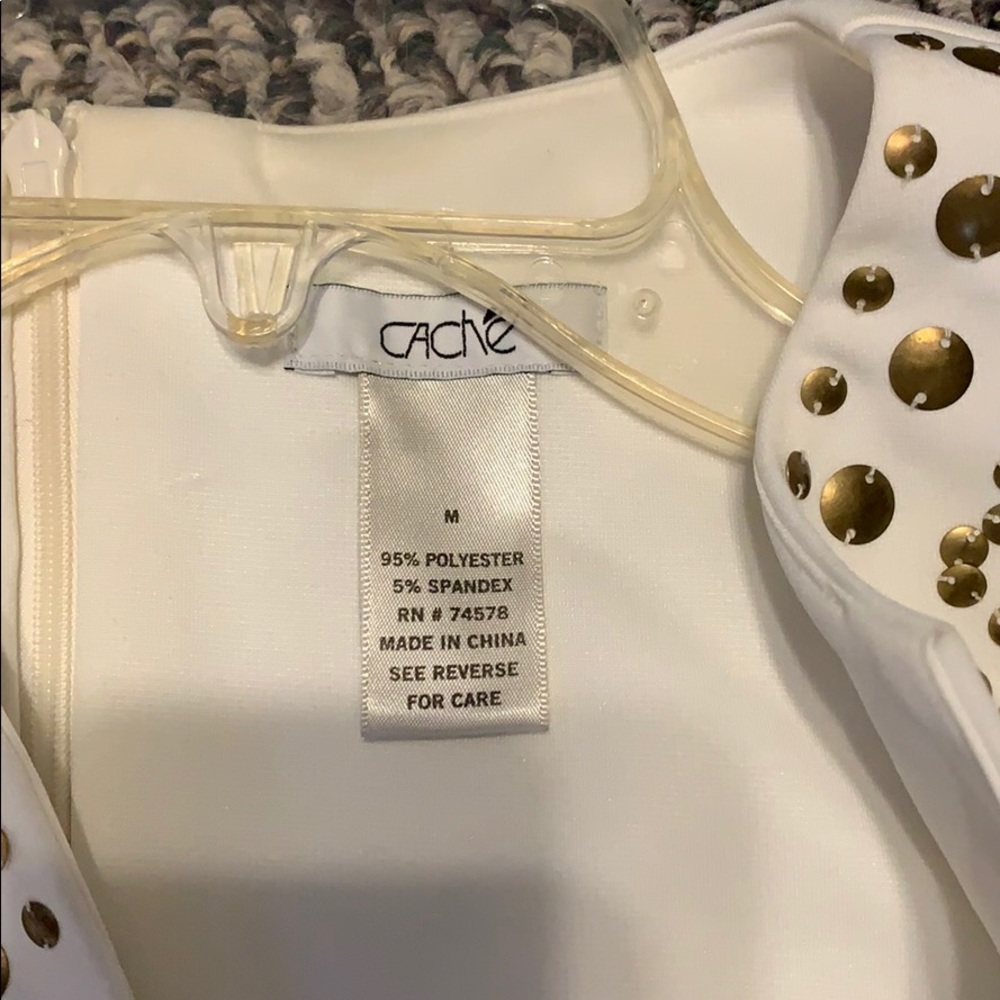 CAChé
M
95% POLYESTER
5% SPANDEX
RN # 74578
MADE IN CHINA
SEE REVERSE
FOR CARE